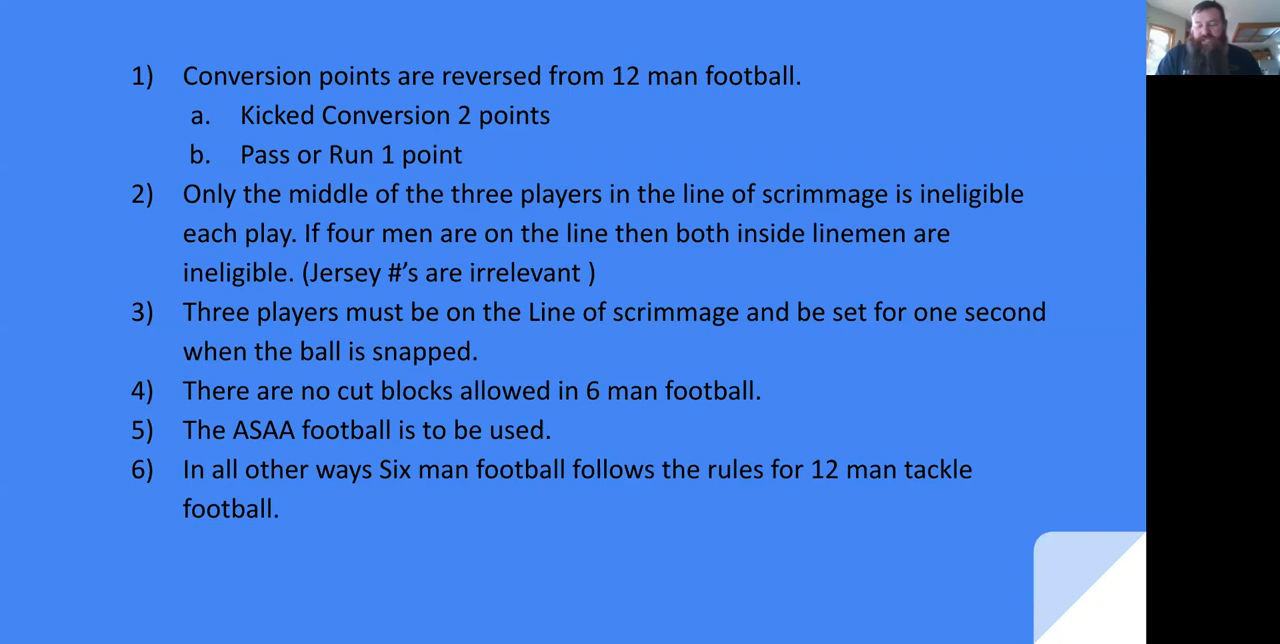 1) Conversion points are reversed from 12 man football.
a. Kicked Conversion 2 points
b. Pass or Run 1 point
2) Only the middle of the three players in the line of scrimmage is ineligible
each play. If four men are on the line then both inside linemen are
ineligible. (Jersey #’s are irrelevant )
3) Three players must be on the Line of scrimmage and be set for one second
when the ball is snapped.
4) There are no cut blocks allowed in 6 man football.
5) The ASAA football is to be used.
6) In all other ways Six man football follows the rules for 12 man tackle
football.